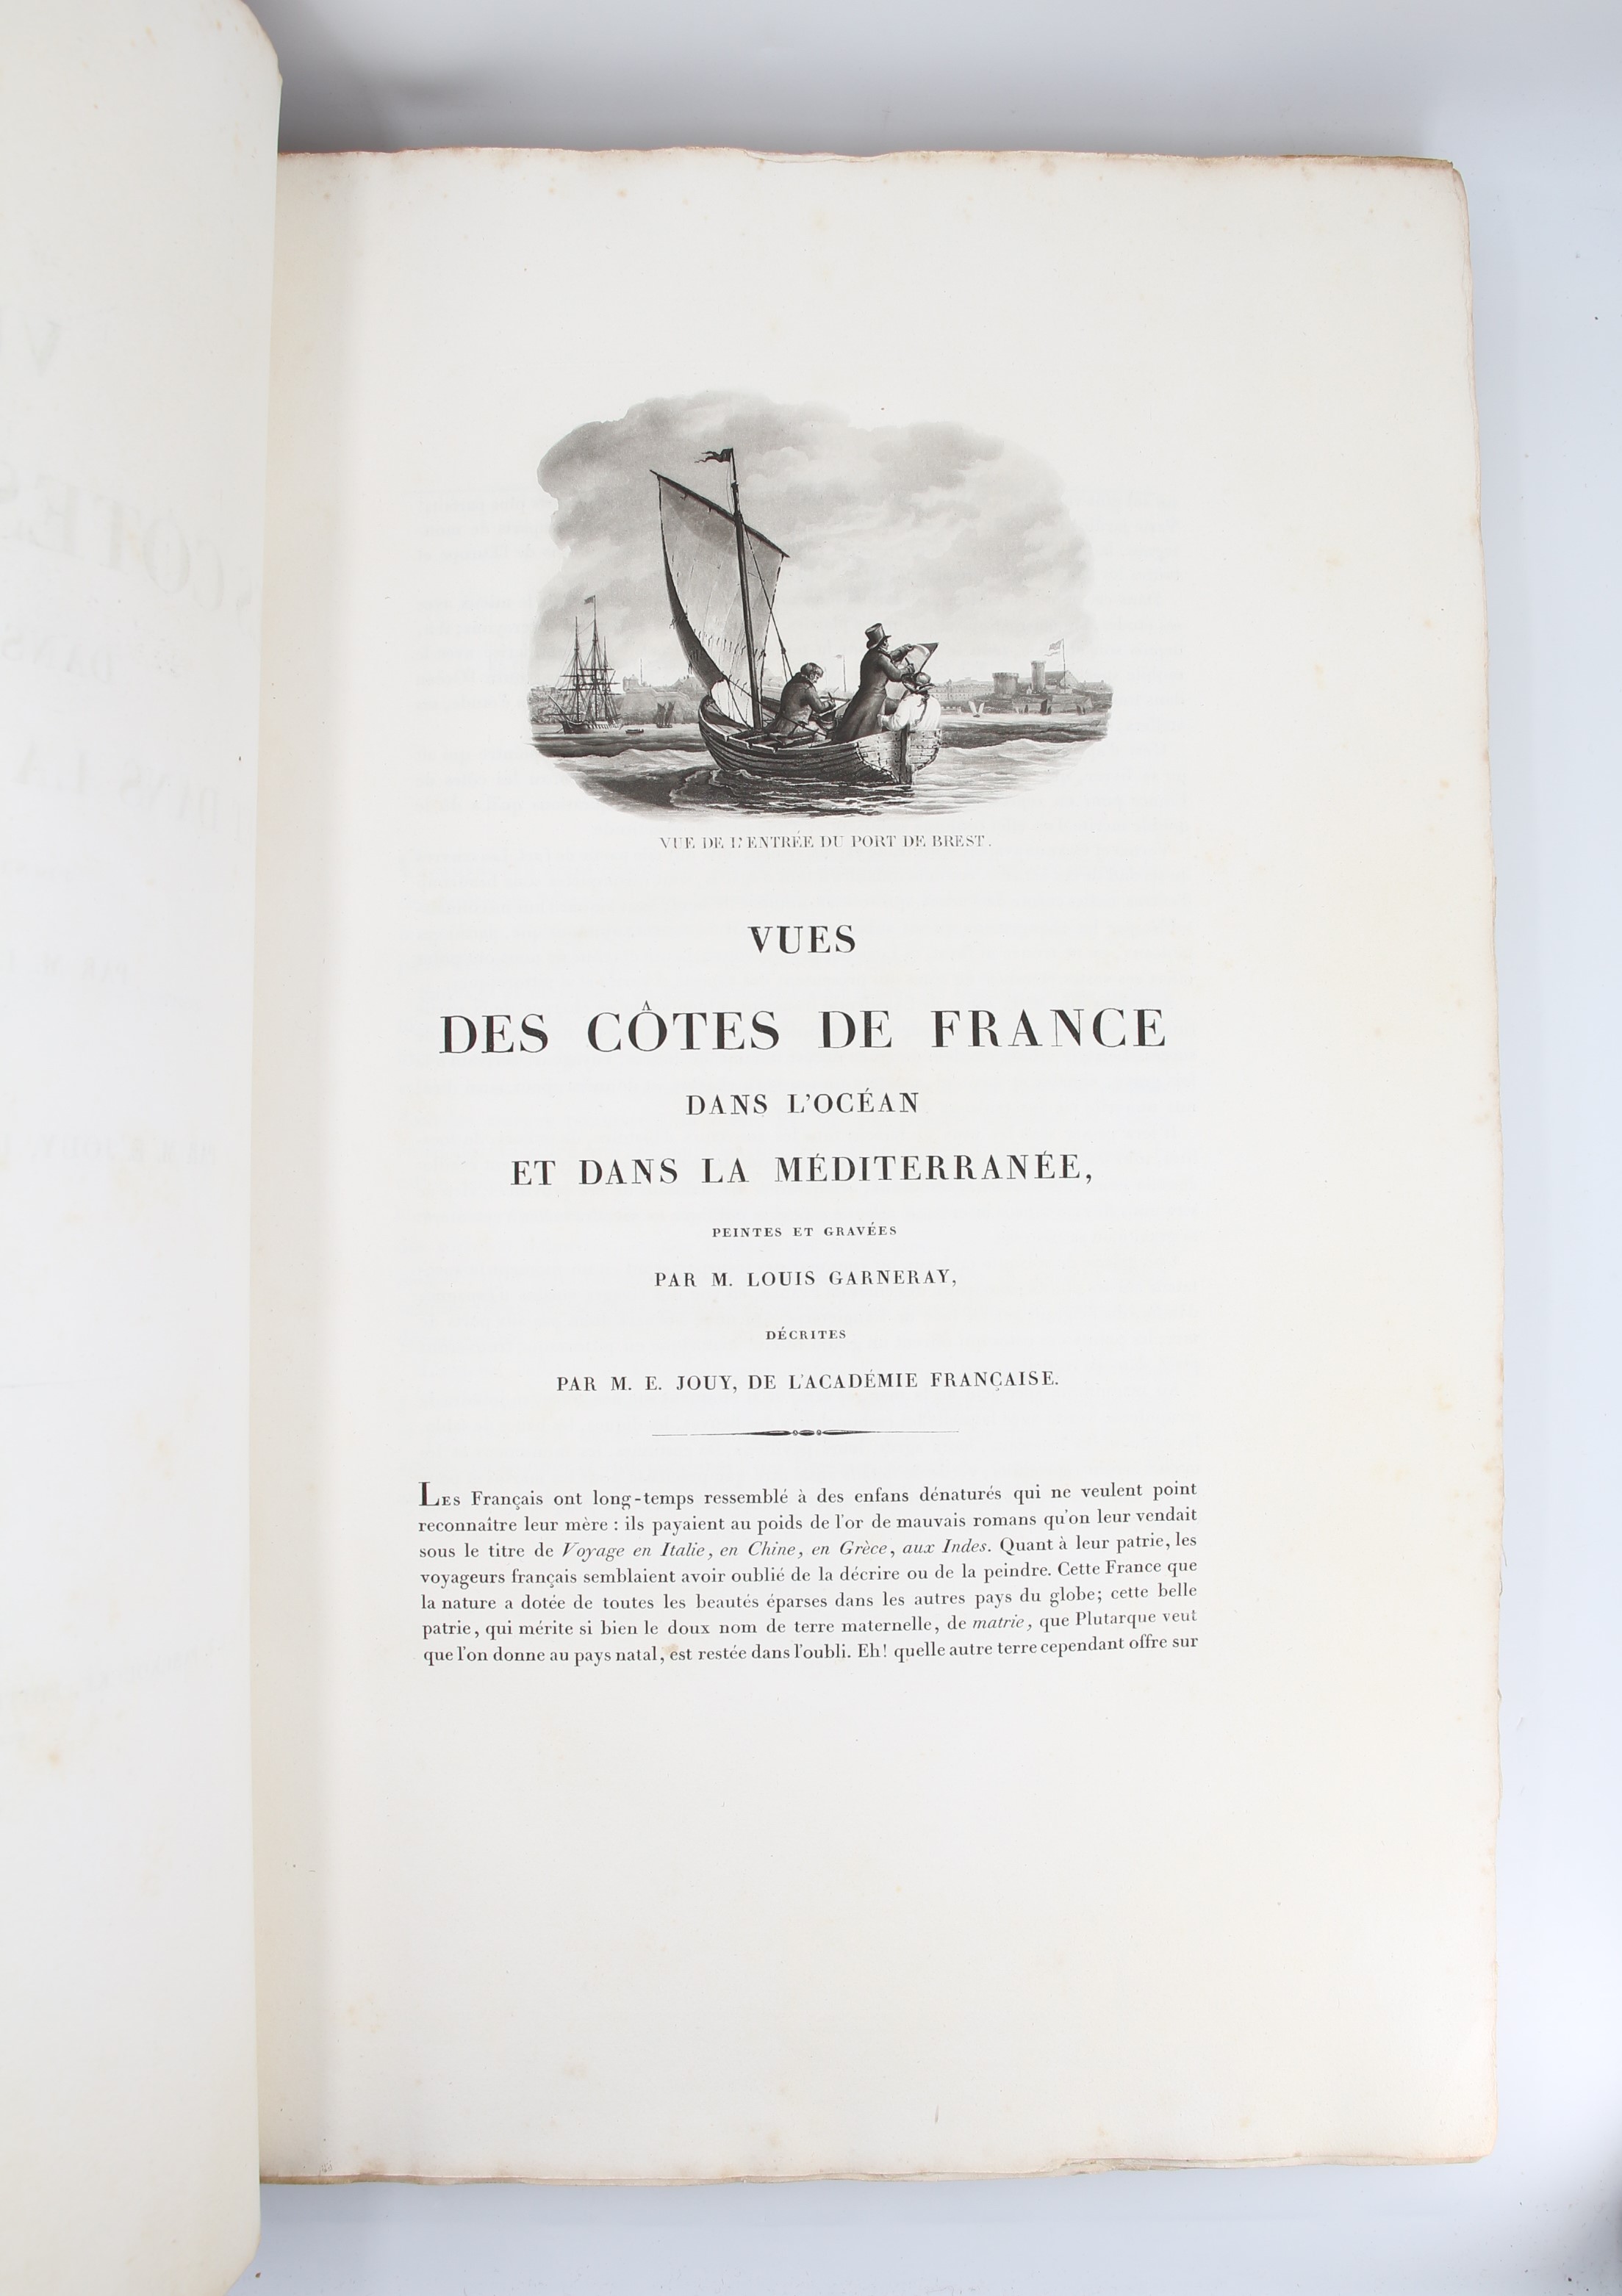 VUE DE L'ENTRÉE DU PORT DE BREST.
VUES
DES CÔTES DE FRANCE
DANS L'OCÉAN
ET DANS LA MÉDITERRANÉE,
PEINTES ET GRAVÉES
PAR M. LOUIS GARNERAY,
DÉCRITES
PAR M. E. JOUY, DE L'ACADÉMIE FRANÇAISE.
LES Français ont long-temps ressemblé à des enfans dénaturés qui ne veulent point
reconnaître leur mère : ils payaient au poids de l'or de mauvais romans qu'on leur vendait
sous le titre de Voyage en Italie, en Chine, en Grèce, aux Indes. Quant à leur patrie, les
voyageurs français semblaient avoir oublié de la décrire ou de la peindre. Cette France que
la nature a dotée de toutes les beautés éparses dans les autres pays du globe; cette belle
patrie, qui mérite si bien le doux nom de terre maternelle, de matrie, que Plutarque veut
que l'on donne au pays natal, est restée dans l'oubli. Eh! quelle autre terre cependant offre sur